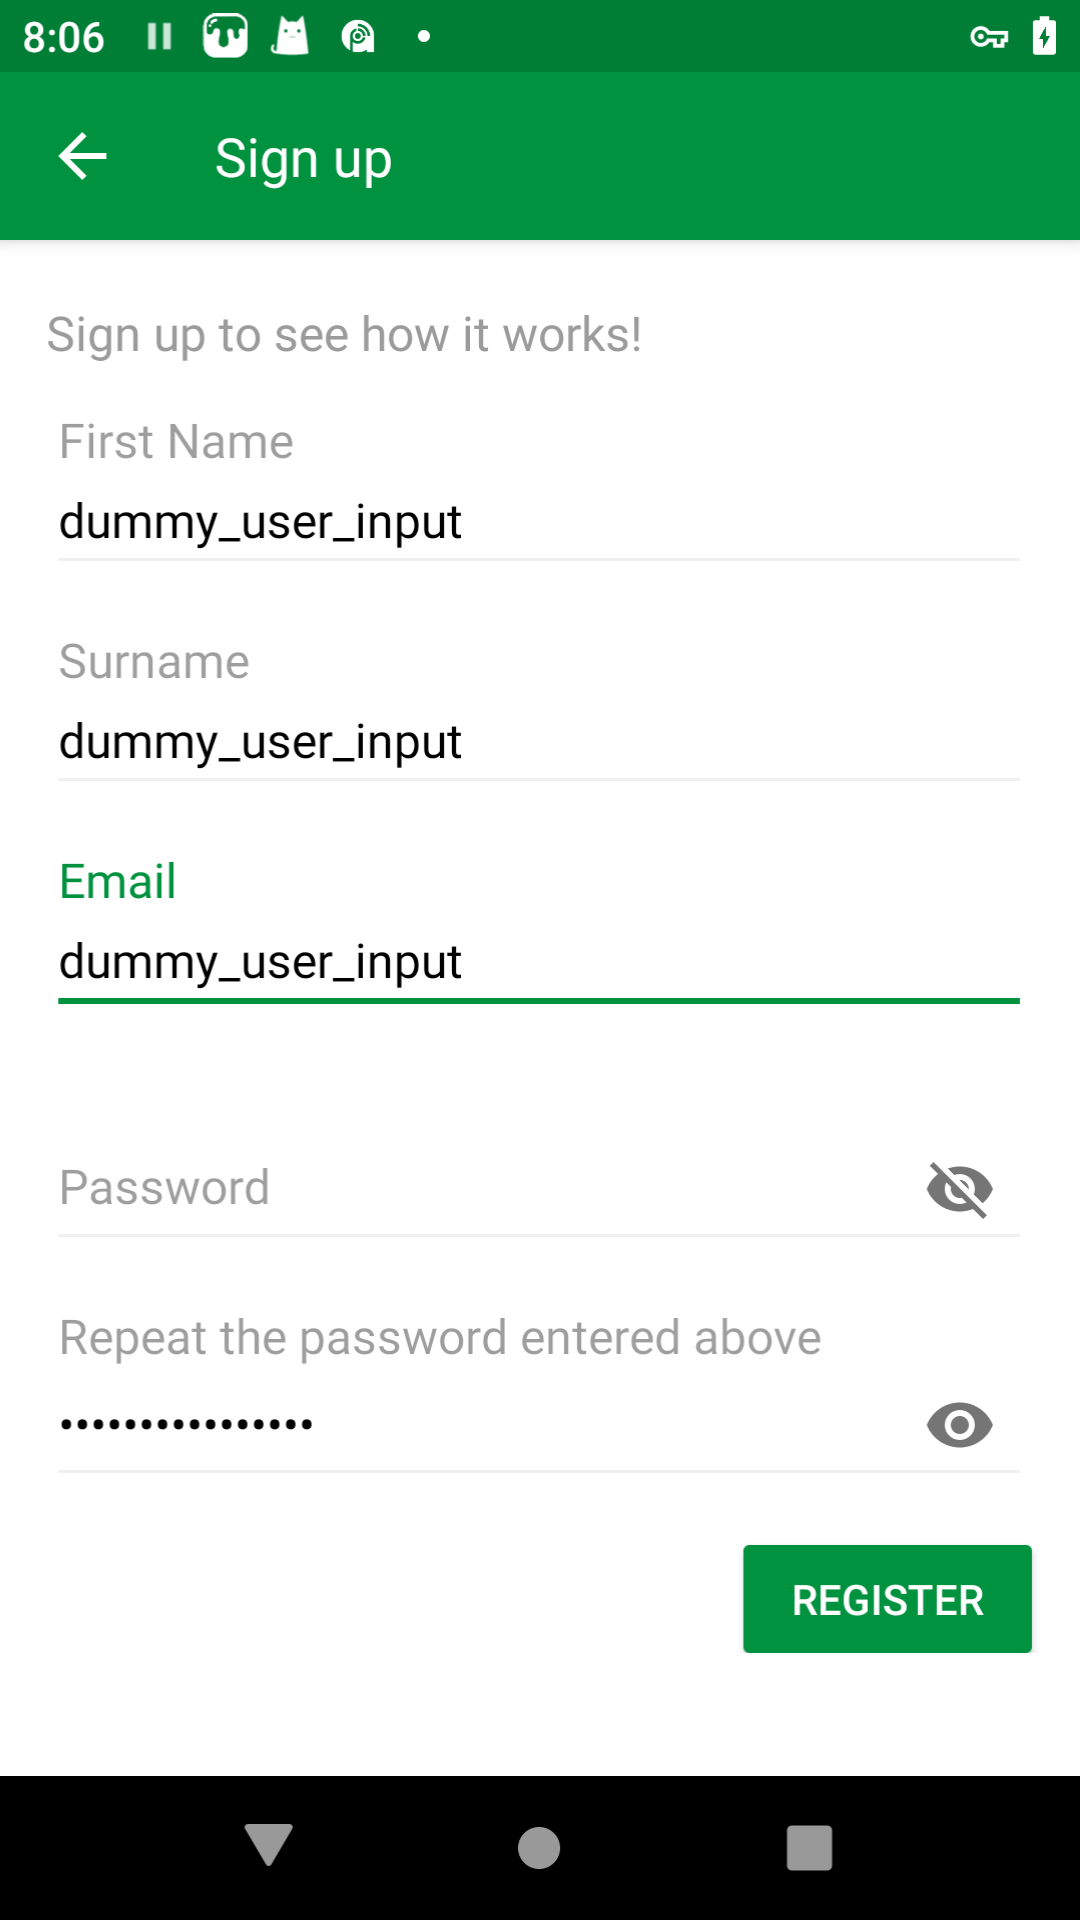 8:06
Sign up
Sign up to see how it works!
First Name
dummy_user_input
Surname
dummy_user_input
Email
dummy_user_input
Password
Repeat the password entered above
••••••••••••••••
REGISTER